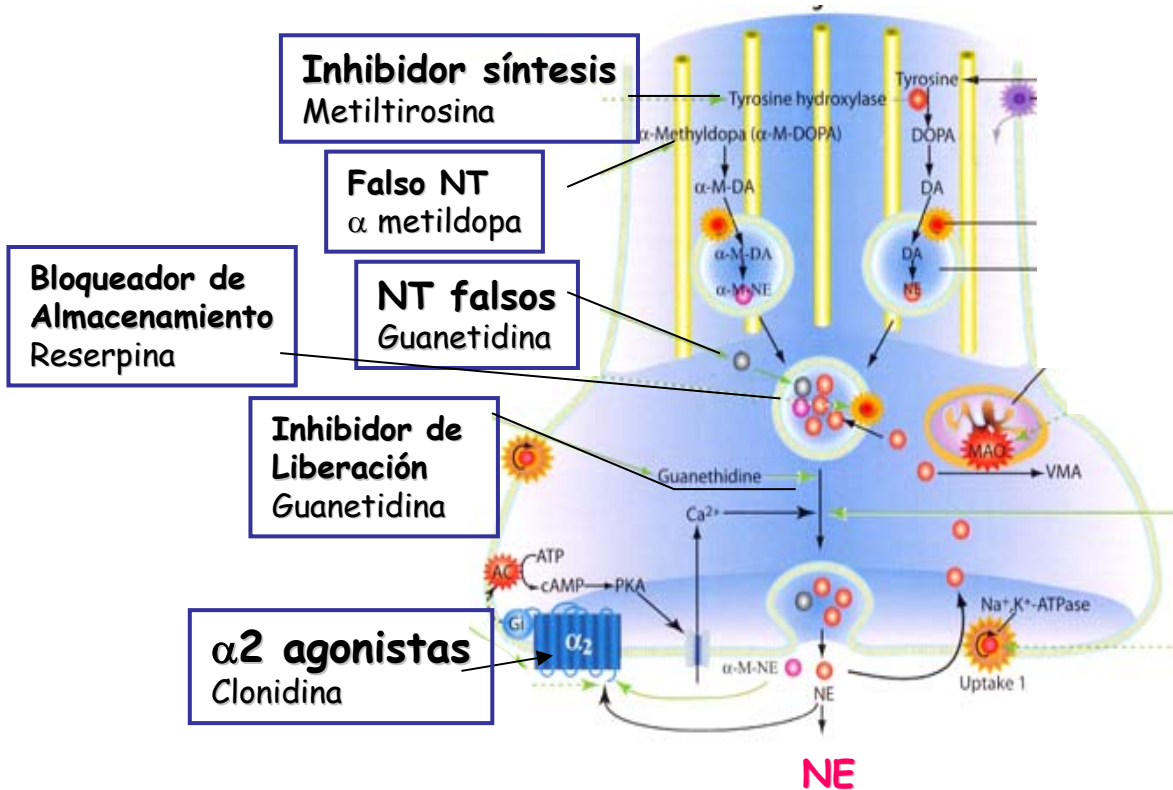 Inhibidor síntesis
Metiltirosina
Tyrosine
Tyrosine hydroxylase
α-Methyldopa (α-M-DOPA)
DOPA
Falso NT
α metildopa
α-M-DA
DA
α-M-DA
DA
α-M-NE
NE
Bloqueador de
Almacenamiento
Reserpina
NT falsos
Guanetidina
Inhibidor de
Liberación
Guanetidina
MAO
VMA
Guanethidine
Ca²⁺
ATP
AC
cAMP
PKA
Gi
α₂
Na⁺,K⁺-ATPase
α2 agonistas
Clonidina
α-M-NE
NE
Uptake 1
NE